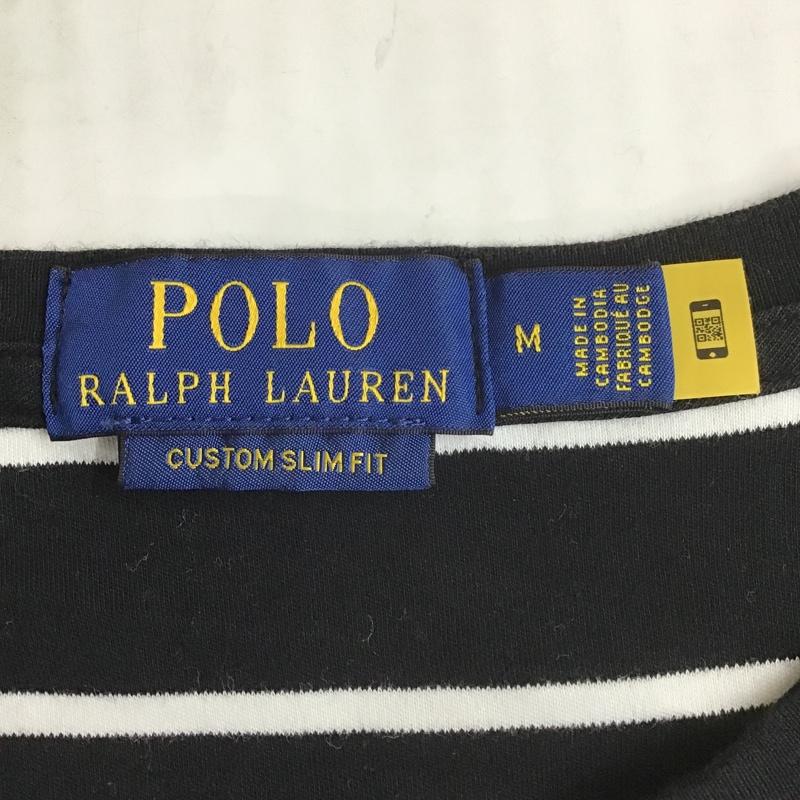 POLO
RALPH LAUREN
CUSTOM SLIM FIT
M
MADE IN
CAMBODIA
FABRIQUÉ AU
CAMBODGE